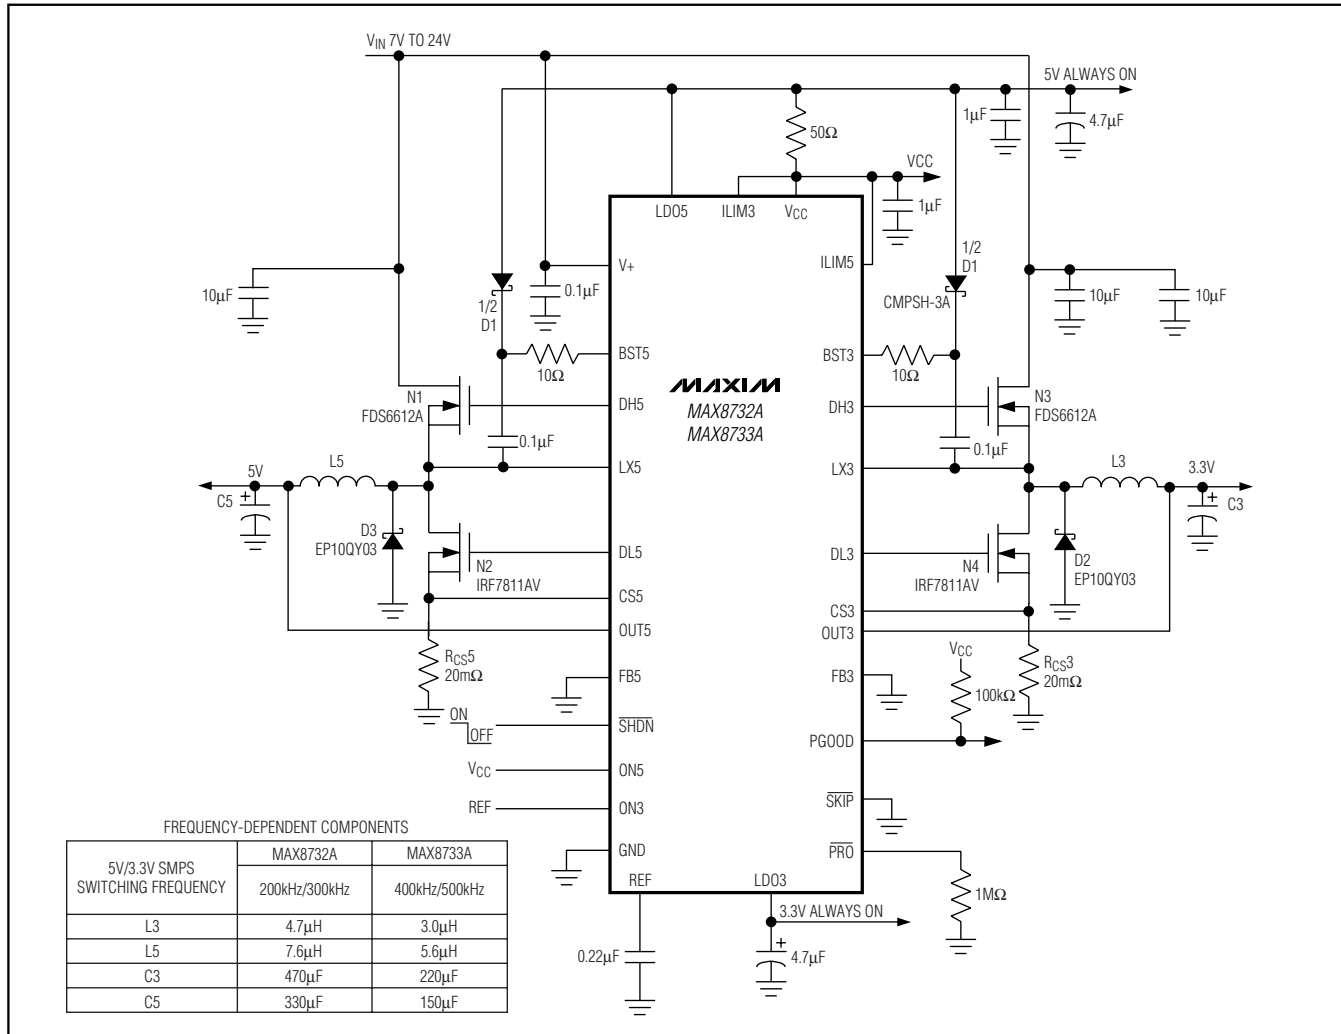 VIN 7V TO 24V
5V ALWAYS ON
1µF
4.7µF
50Ω
VCC
1µF
LDO5 ILIM3 VCC
V+
ILIM5
1/2
D1
CMPSH-3A
10µF
0.1µF
1/2
D1
10µF
10µF
BST5
10Ω
BST3
10Ω
MAXIM
MAX8732A
MAX8733A
N1
FDS6612A
DH5
DH3
N3
FDS6612A
0.1µF
0.1µF
LX5
LX3
5V
L5
C5
+
L3
3.3V
+
C3
D3
EP10QY03
DL5
N2
IRF7811AV
DL3
N4
IRF7811AV
D2
EP10QY03
CS5
CS3
OUT5
OUT3
RCS5
20mΩ
VCC
RCS3
20mΩ
FB5
FB3
100kΩ
ON
OFF
SHDN
PGOOD
VCC
ON5
REF
ON3
SKIP
GND
PRO
REF
LDO3
1MΩ
3.3V ALWAYS ON
0.22µF
+
4.7µF
FREQUENCY-DEPENDENT COMPONENTS
5V/3.3V SMPS
SWITCHING FREQUENCY
MAX8732A MAX8733A
200kHz/300kHz 400kHz/500kHz
L3 4.7µH 3.0µH
L5 7.6µH 5.6µH
C3 470µF 220µF
C5 330µF 150µF